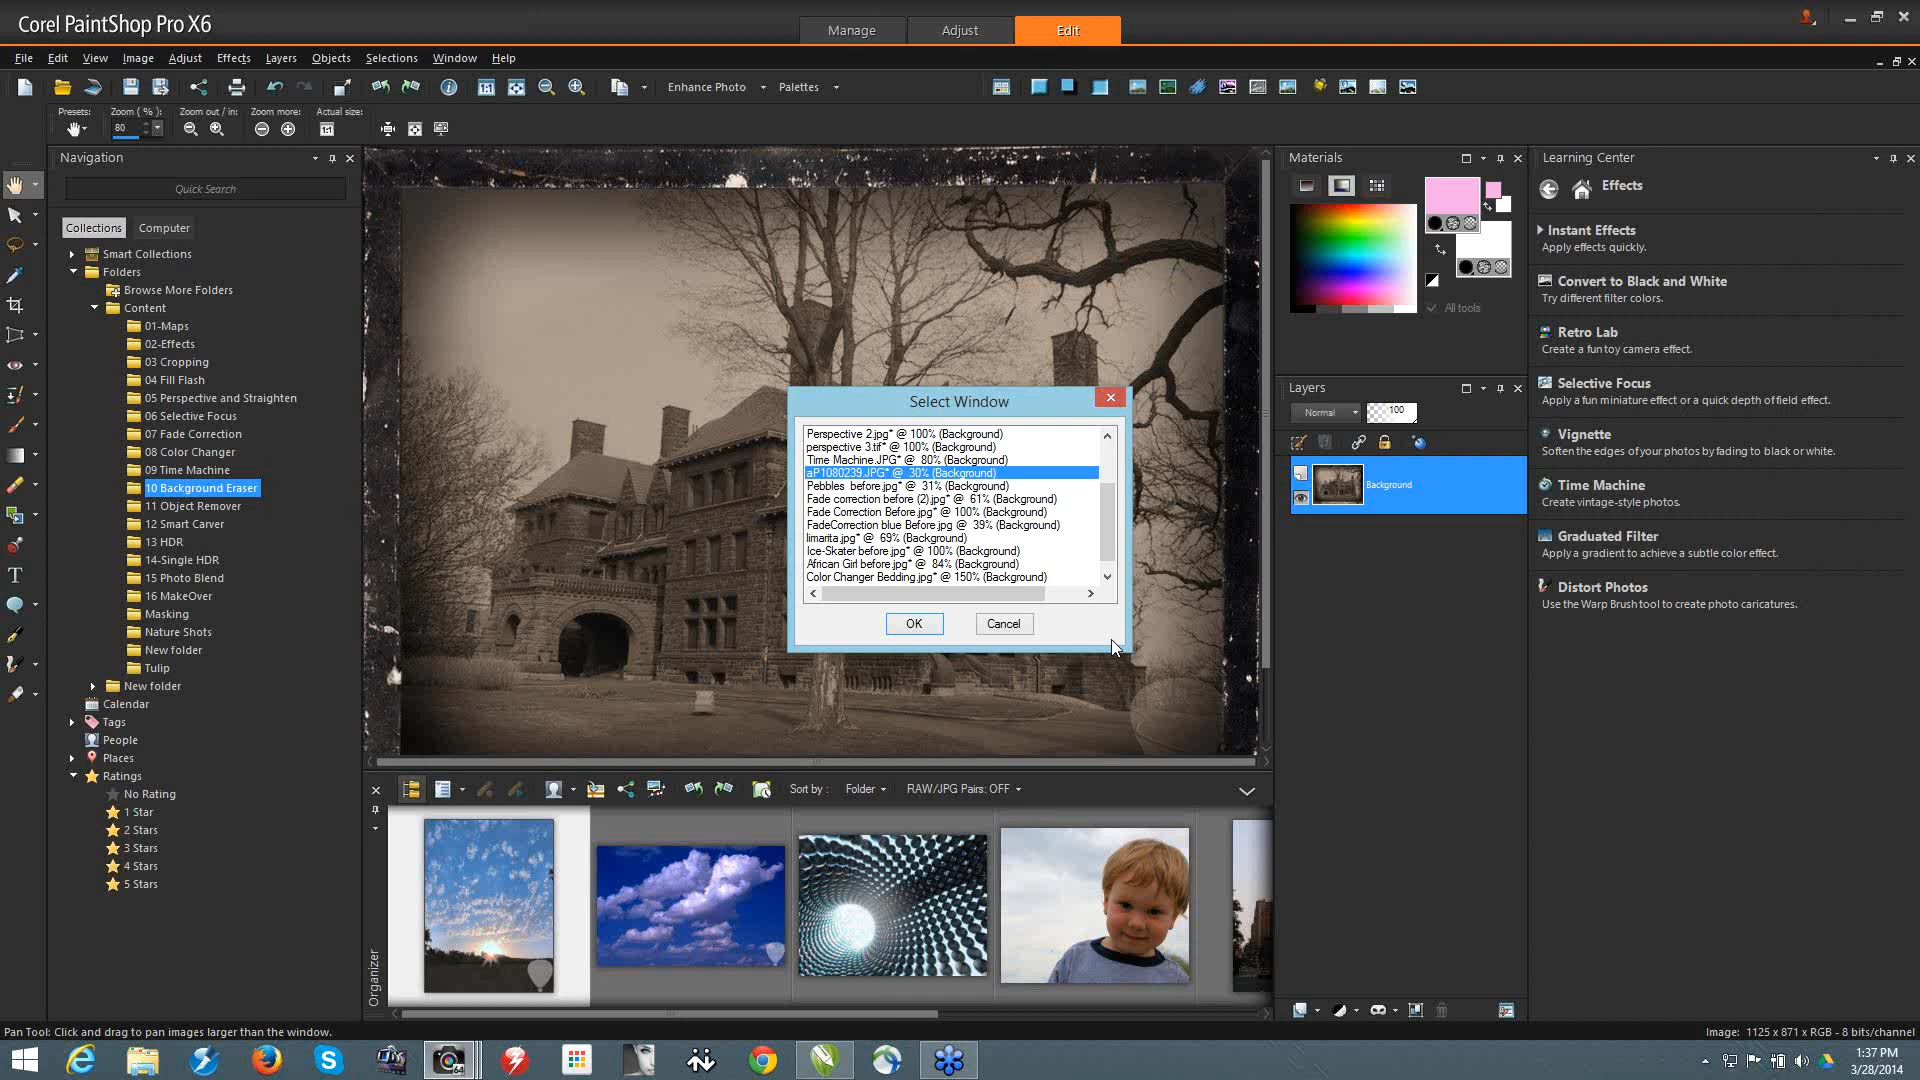 Corel PaintShop Pro X6
Manage
Adjust
Edit
File Edit View Image Adjust Effects Layers Objects Selections Window Help
Enhance Photo
Palettes
Presets:
Zoom ( % ):
Zoom out / in:
Zoom more:
Actual size:
80
Navigation
Quick Search
Collections
Computer
Smart Collections
Folders
Browse More Folders
Content
01-Maps
02-Effects
03 Cropping
04 Fill Flash
05 Perspective and Straighten
06 Selective Focus
07 Fade Correction
08 Color Changer
09 Time Machine
10 Background Eraser
11 Object Remover
12 Smart Carver
13 HDR
14-Single HDR
15 Photo Blend
16 MakeOver
Masking
Nature Shots
New folder
Tulip
New folder
Calendar
Tags
People
Places
Ratings
No Rating
1 Star
2 Stars
3 Stars
4 Stars
5 Stars
Select Window
Perspective 2.jpg* @ 100% (Background)
perspective 3.tif* @ 100% (Background)
Time Machine.JPG* @ 80% (Background)
aP1080239.JPG* @ 30% (Background)
Pebbles before.jpg* @ 31% (Background)
Fade correction before (2).jpg* @ 61% (Background)
Fade Correction Before.jpg* @ 100% (Background)
FadeCorrection blue Before.jpg @ 39% (Background)
limarita.jpg* @ 69% (Background)
Ice-Skater before.jpg* @ 100% (Background)
African Girl before.jpg* @ 84% (Background)
Color Changer Bedding.jpg* @ 150% (Background)
OK
Cancel
Sort by :
Folder
RAW/JPG Pairs: OFF
Organizer
Materials
All tools
Layers
Normal
100
Background
Learning Center
Effects
Instant Effects
Apply effects quickly.
Convert to Black and White
Try different filter colors.
Retro Lab
Create a fun toy camera effect.
Selective Focus
Apply a fun miniature effect or a quick depth of field effect.
Vignette
Soften the edges of your photos by fading to black or white.
Time Machine
Create vintage-style photos.
Graduated Filter
Apply a gradient to achieve a subtle color effect.
Distort Photos
Use the Warp Brush tool to create photo caricatures.
Pan Tool: Click and drag to pan images larger than the window.
Image: 1125 x 871 x RGB - 8 bits/channel
64
1:37 PM
3/28/2014